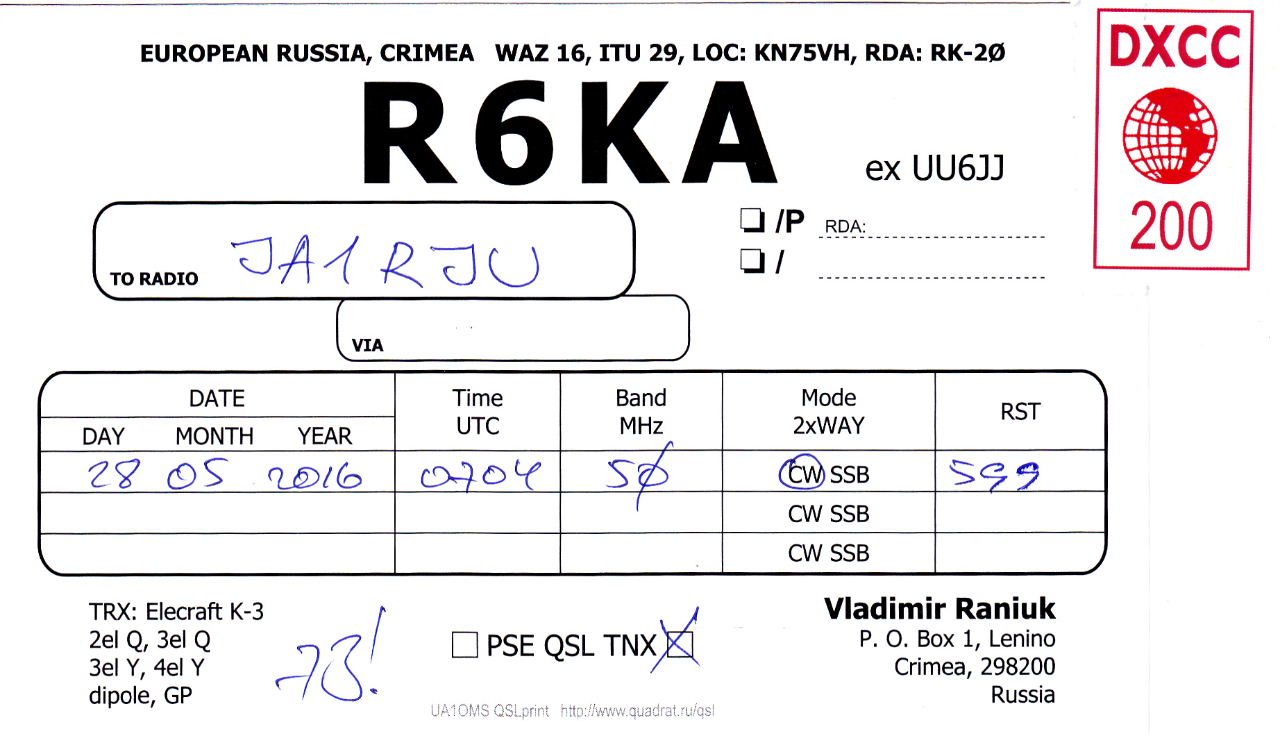 EUROPEAN RUSSIA, CRIMEA WAZ 16, ITU 29, LOC: KN75VH, RDA: RK-2Ø
DXCC
200
R6KA
ex UU6JJ
TO RADIO JA1RJU
/P RDA:
/
VIA
DATE
DAY MONTH YEAR
Time UTC
Band MHz
Mode 2xWAY
RST
28 05 2016 0704 5Ø CW SSB 599
CW SSB
CW SSB
TRX: Elecraft K-3
2el Q, 3el Q
3el Y, 4el Y
dipole, GP
73!
PSE QSL TNX
Vladimir Raniuk
P. O. Box 1, Lenino
Crimea, 298200
Russia
UA1OMS QSLprint http://www.quadrat.ru/qsl